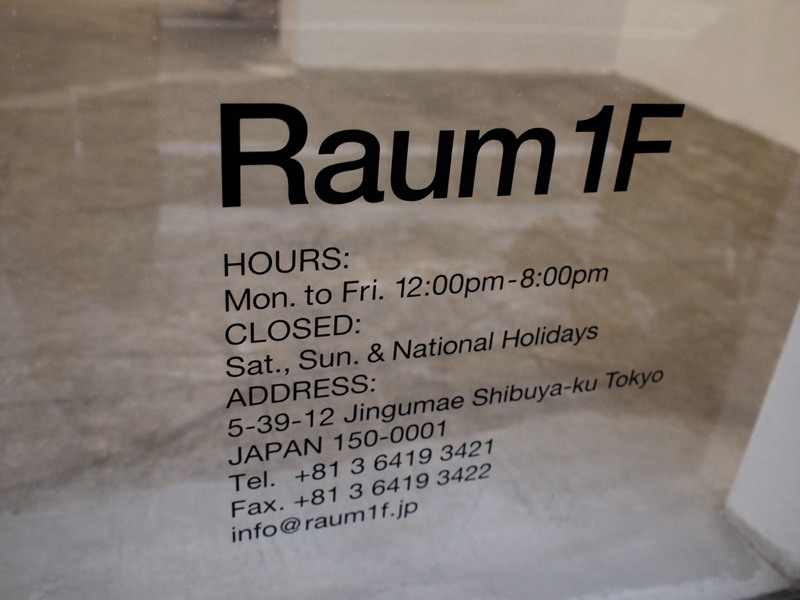 Raum 1F
HOURS:
Mon. to Fri. 12:00pm-8:00pm
CLOSED:
Sat., Sun. & National Holidays
ADDRESS:
5-39-12 Jingumae Shibuya-ku Tokyo
JAPAN 150-0001
Tel. +81 3 6419 3421
Fax. +81 3 6419 3422
info@raum1f.jp